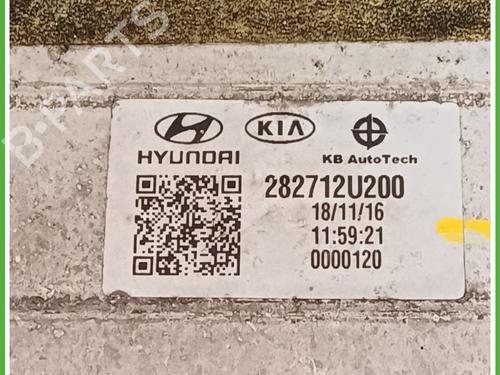 B-PARTS
HYUNDAI
KIA
KB AutoTech
282712U200
18/11/16
11:59:21
0000120